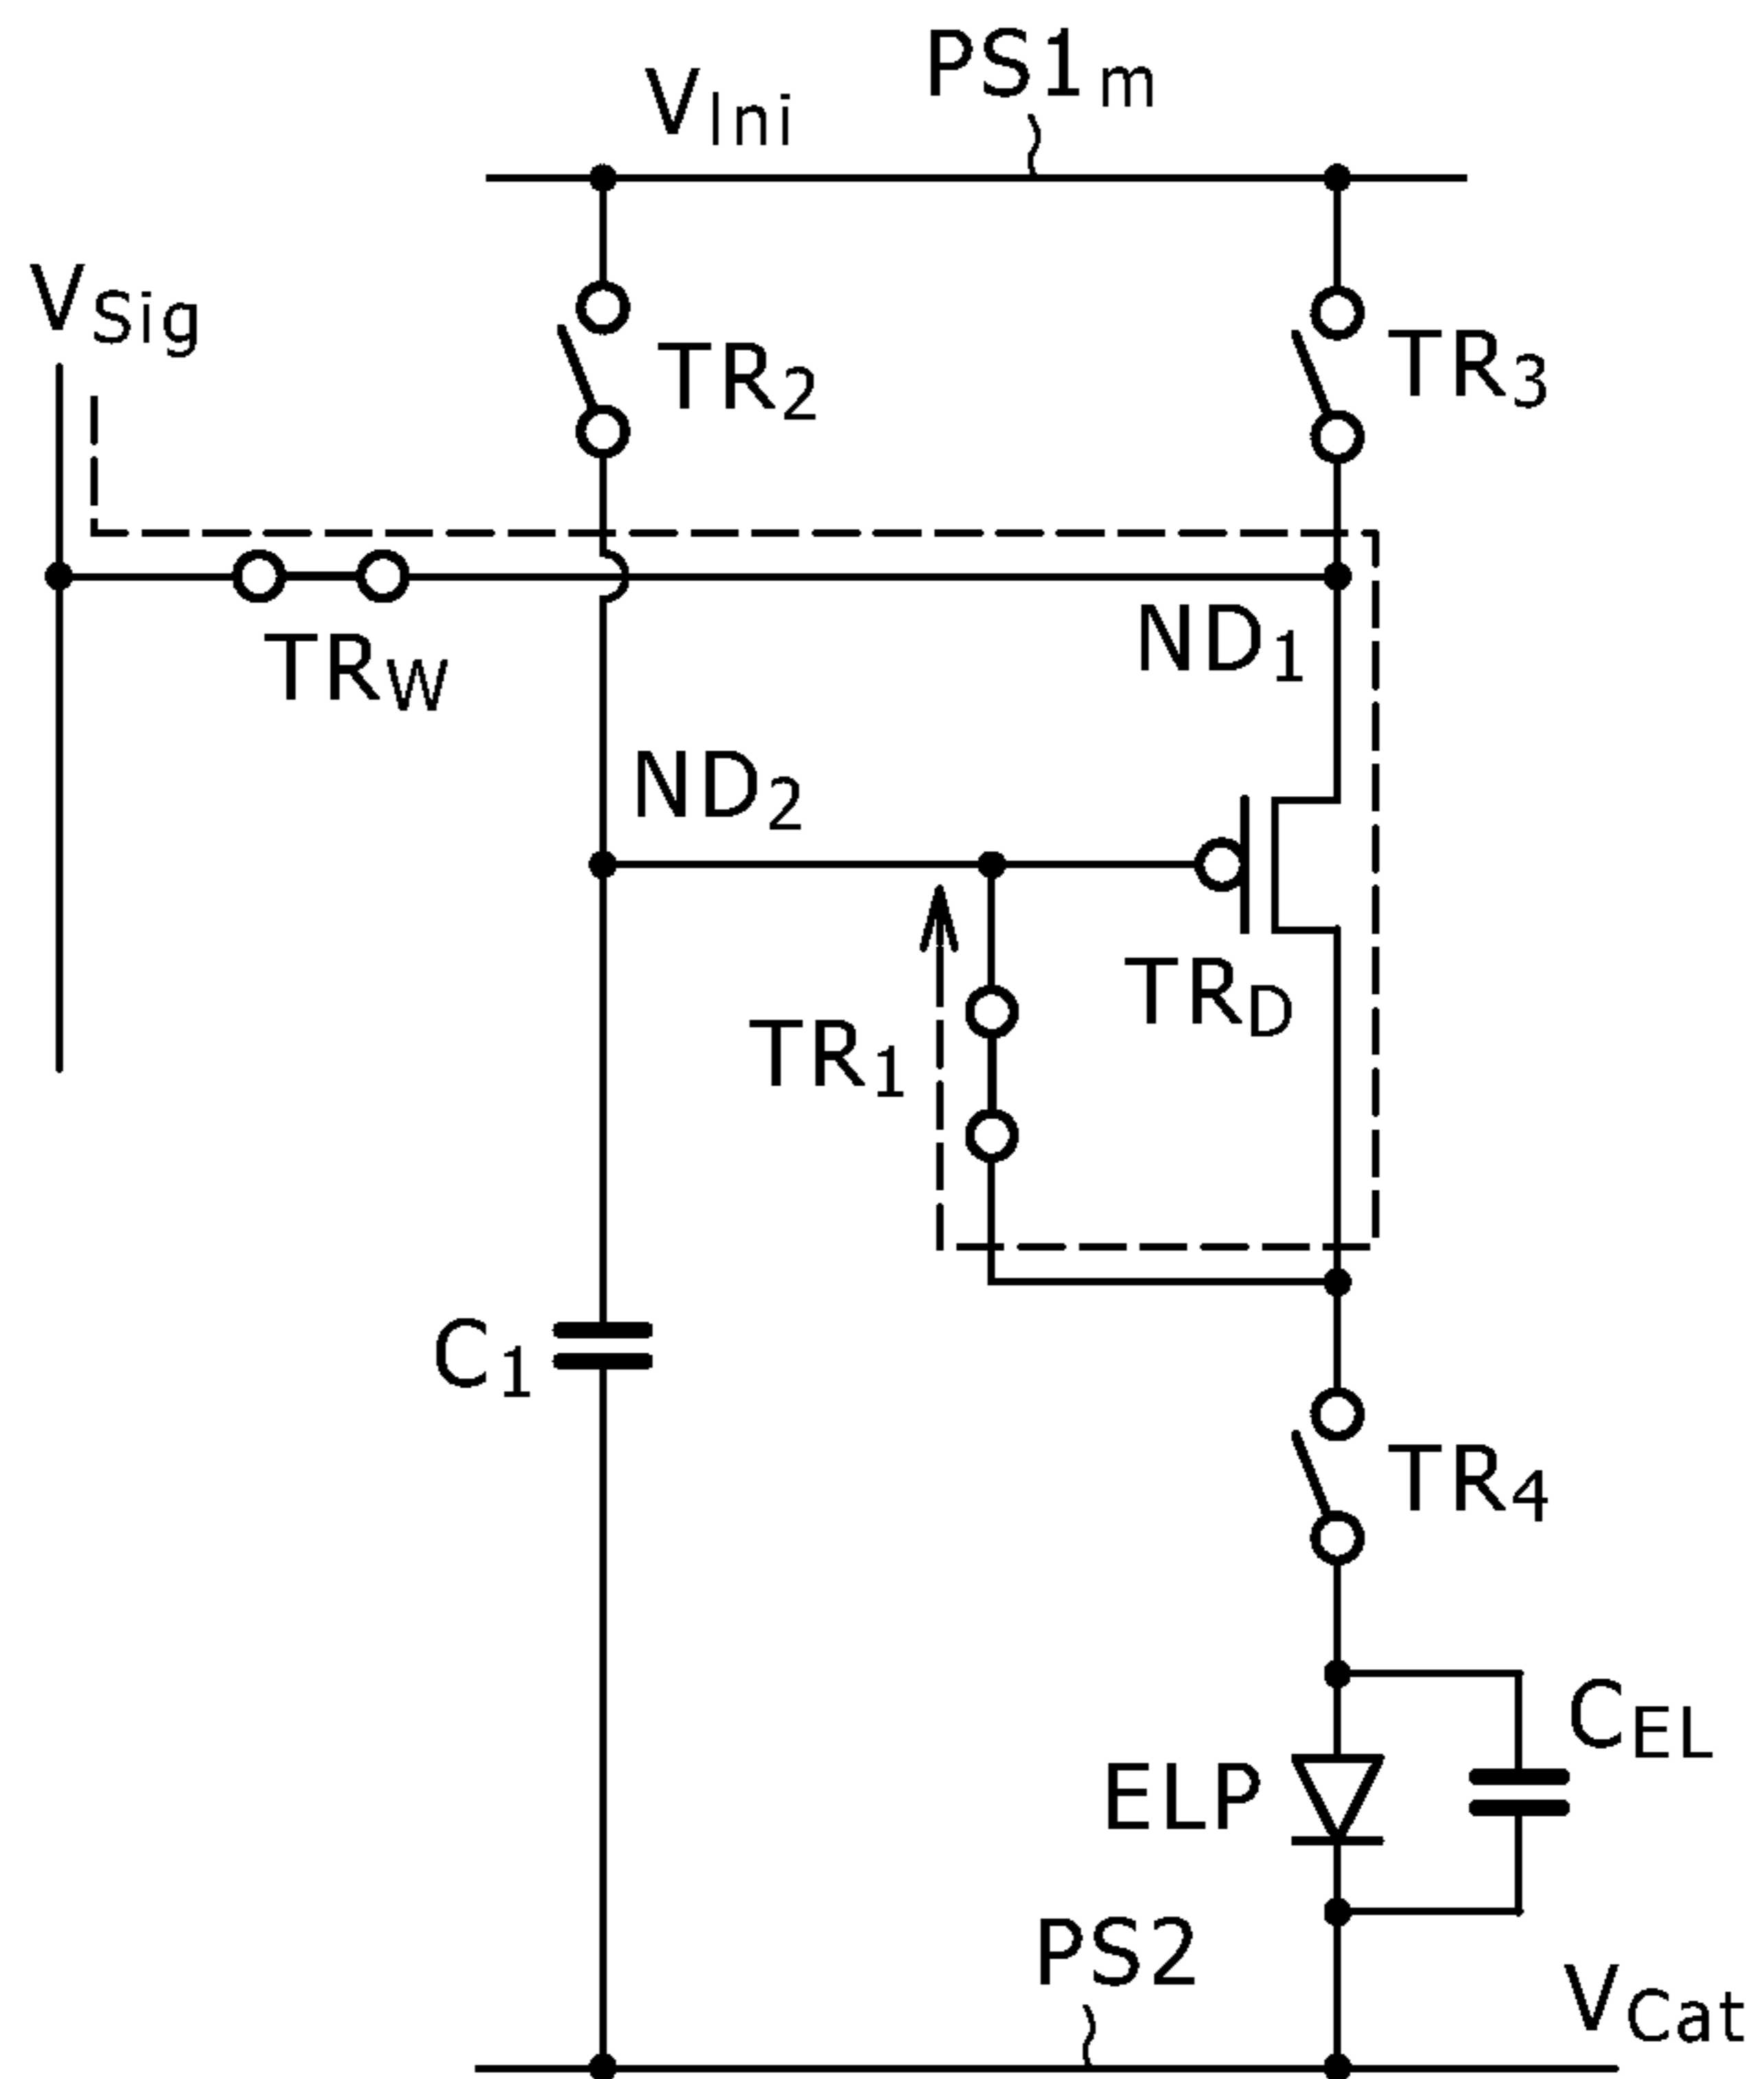 PS1m
VIni
VSig
TR2
TR3
TRW
ND1
ND2
TRD
TR1
C1
TR4
CEL
ELP
PS2
VCat